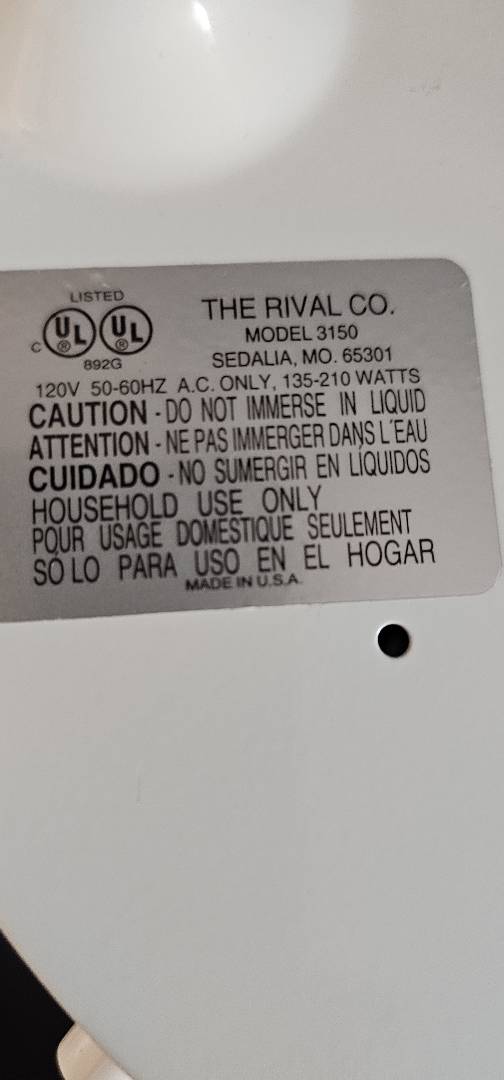 LISTED
C UL® UL®
892G
THE RIVAL CO.
MODEL 3150
SEDALIA, MO. 65301
120V 50-60HZ A.C. ONLY, 135-210 WATTS
CAUTION - DO NOT IMMERSE IN LIQUID
ATTENTION - NE PAS IMMERGER DANS L'EAU
CUIDADO - NO SUMERGIR EN LÍQUIDOS
HOUSEHOLD USE ONLY
POUR USAGE DOMESTIQUE SEULEMENT
SÓLO PARA USO EN EL HOGAR
MADE IN U.S.A.